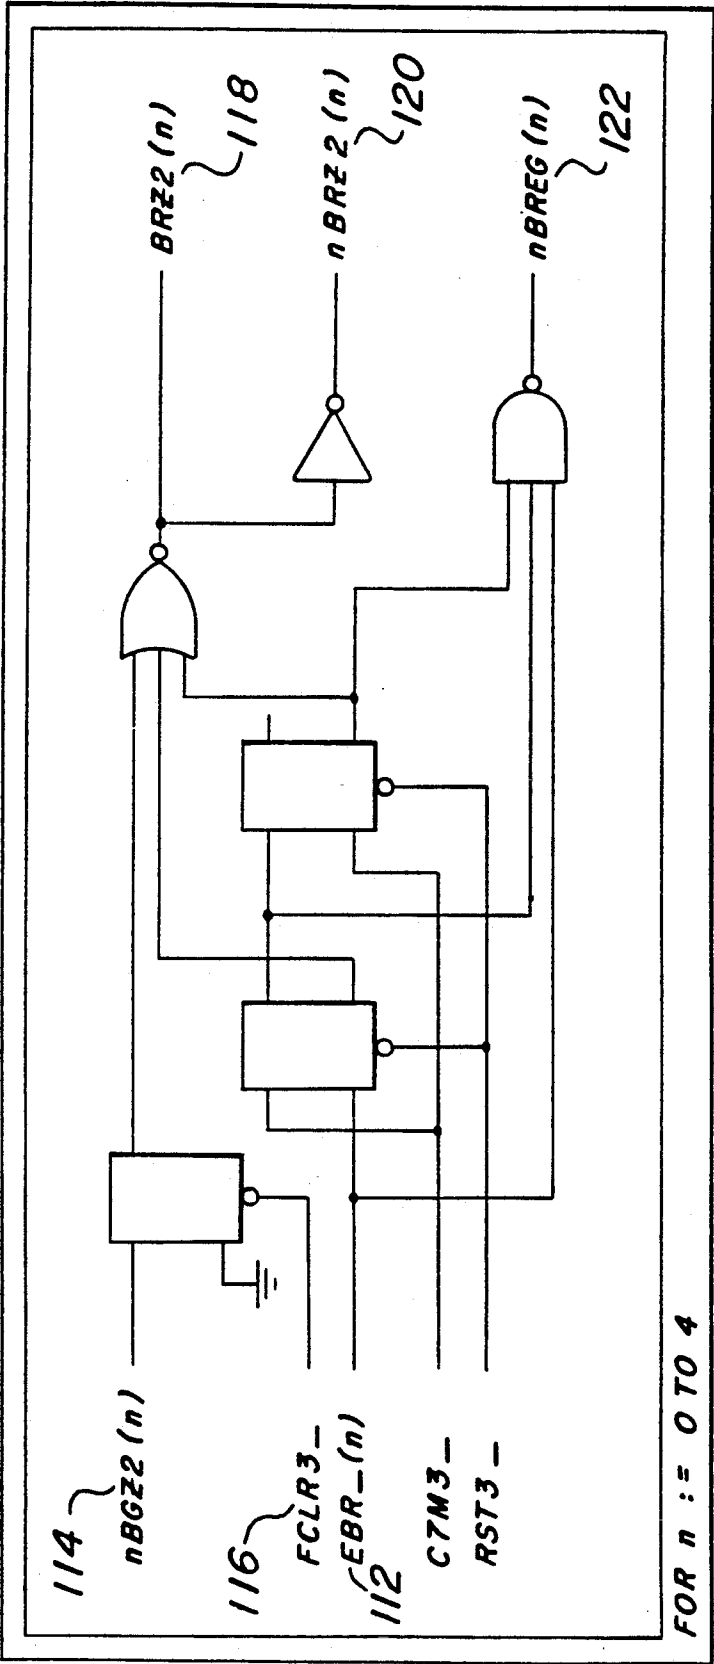 114
nBGZ2(n)
116
FCLR3_
EBR_(n)
112
C7M3_
RST3_
BRZ2(n)
118
nBRZ2(n)
120
nBREG(n)
122
FOR n := 0 TO 4